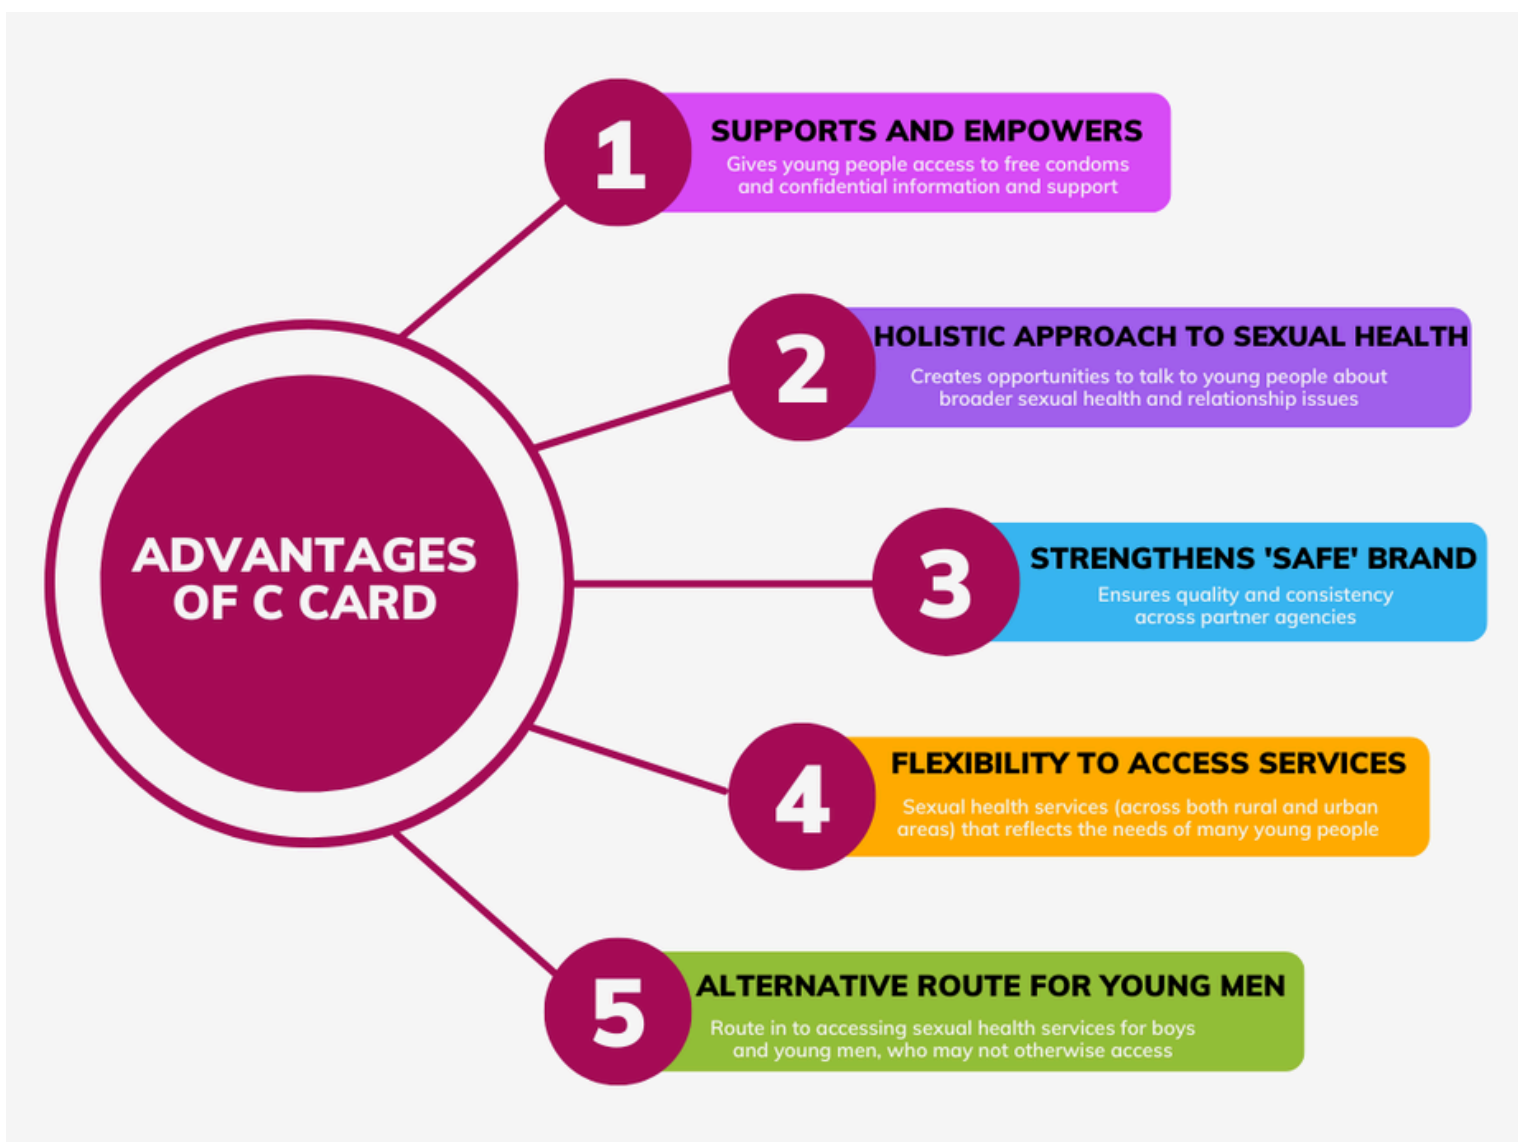 ADVANTAGES
OF C CARD
1
SUPPORTS AND EMPOWERS
Gives young people access to free condoms
and confidential information and support
2
HOLISTIC APPROACH TO SEXUAL HEALTH
Creates opportunities to talk to young people about
broader sexual health and relationship issues
3
STRENGTHENS 'SAFE' BRAND
Ensures quality and consistency
across partner agencies
4
FLEXIBILITY TO ACCESS SERVICES
Sexual health services (across both rural and urban
areas) that reflects the needs of many young people
5
ALTERNATIVE ROUTE FOR YOUNG MEN
Route in to accessing sexual health services for boys
and young men, who may not otherwise access